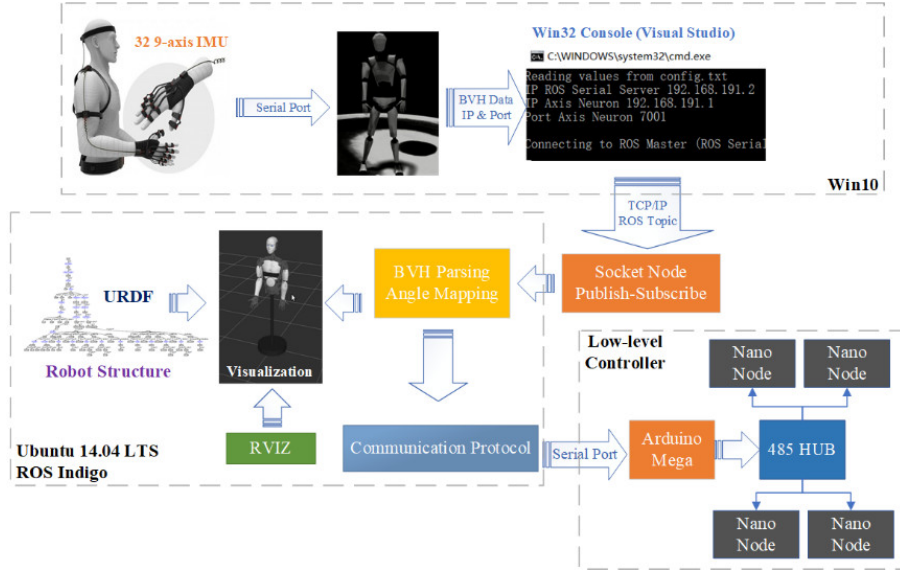 32 9-axis IMU
Serial Port
BVH Data
IP & Port
Win32 Console (Visual Studio)
C:\WINDOWS\system32\cmd.exe
Reading values from config.txt
IP ROS Serial Server 192.168.191.2
IP Axis Neuron 192.168.191.1
Port Axis Neuron 7001
Connecting to ROS Master (ROS Serial
Win10
TCP/IP
ROS Topic
Socket Node
Publish-Subscribe
BVH Parsing
Angle Mapping
URDF
Robot Structure
Visualization
RVIZ
Communication Protocol
Ubuntu 14.04 LTS
ROS Indigo
Serial Port
Low-level
Controller
Arduino
Mega
485 HUB
Nano
Node
Nano
Node
Nano
Node
Nano
Node